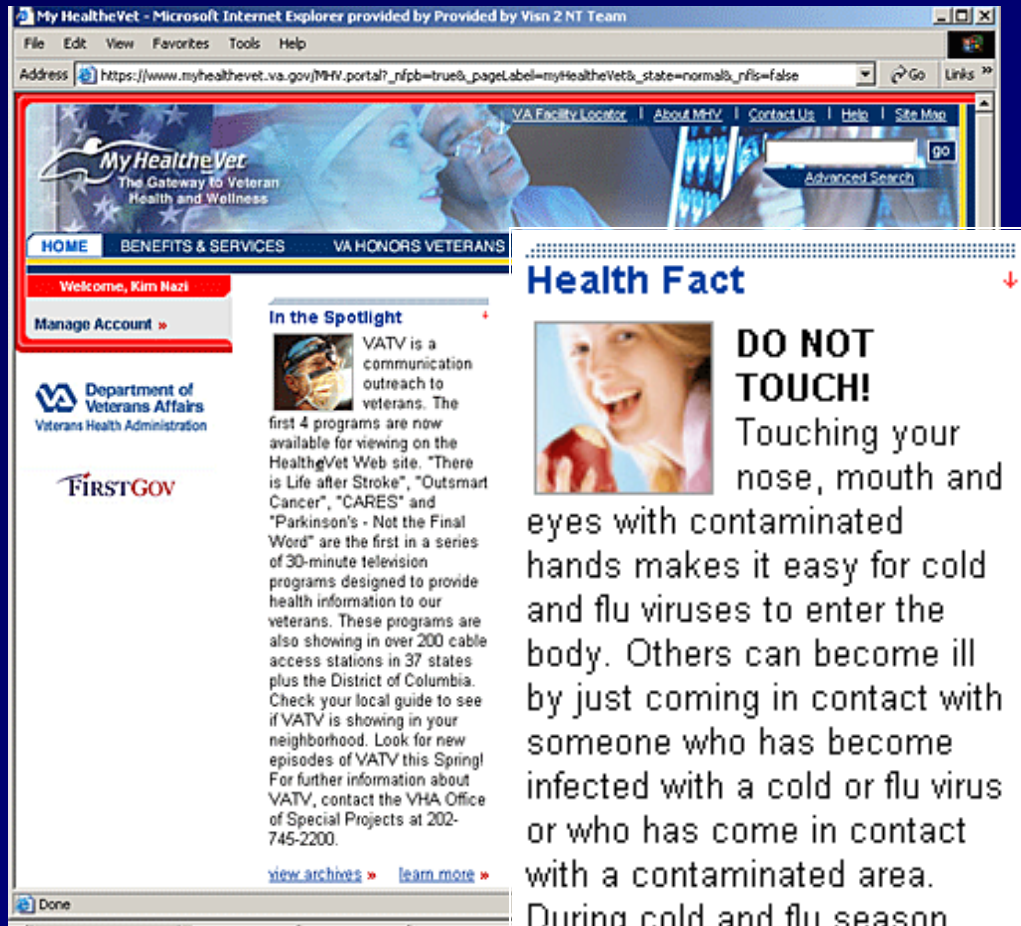 My HealtheVet - Microsoft Internet Explorer provided by Provided by Visn 2 NT Team
File Edit View Favorites Tools Help
Address https://www.myhealthevet.va.gov/MHV.portal?_nfpb=true&_pageLabel=myHealtheVet&_state=normal&_nfls=false Go Links »
VA Facility Locator | About MHV | Contact Us | Help | Site Map
go
Advanced Search
My HealtheVet
The Gateway to Veteran
Health and Wellness
HOME BENEFITS & SERVICES VA HONORS VETERANS
Welcome, Kim Nazi
Manage Account »
Department of
Veterans Affairs
Veterans Health Administration
FIRSTGOV
In the Spotlight
VATV is a
communication
outreach to
veterans. The
first 4 programs are now
available for viewing on the
HealtheVet Web site. "There
is Life after Stroke", "Outsmart
Cancer", "CARES" and
"Parkinson's - Not the Final
Word" are the first in a series
of 30-minute television
programs designed to provide
health information to our
veterans. These programs are
also showing in over 200 cable
access stations in 37 states
plus the District of Columbia.
Check your local guide to see
if VATV is showing in your
neighborhood. Look for new
episodes of VATV this Spring!
For further information about
VATV, contact the VHA Office
of Special Projects at 202-
745-2200.
view archives » learn more »
Health Fact
DO NOT
TOUCH!
Touching your
nose, mouth and
eyes with contaminated
hands makes it easy for cold
and flu viruses to enter the
body. Others can become ill
by just coming in contact with
someone who has become
infected with a cold or flu virus
or who has come in contact
with a contaminated area.
During cold and flu season
Done